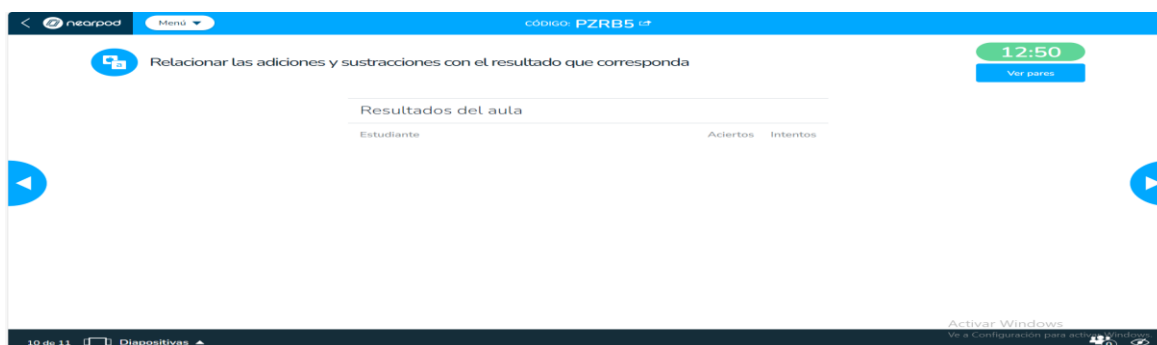 < nearpod Menú CÓDIGO: PZRB5
Relacionar las adiciones y sustracciones con el resultado que corresponda
12:50
Ver pares
Resultados del aula
Estudiante Aciertos Intentos
Activar Windows
Ve a Configuración para activar Windows.
10 de 11 Diapositivas 0